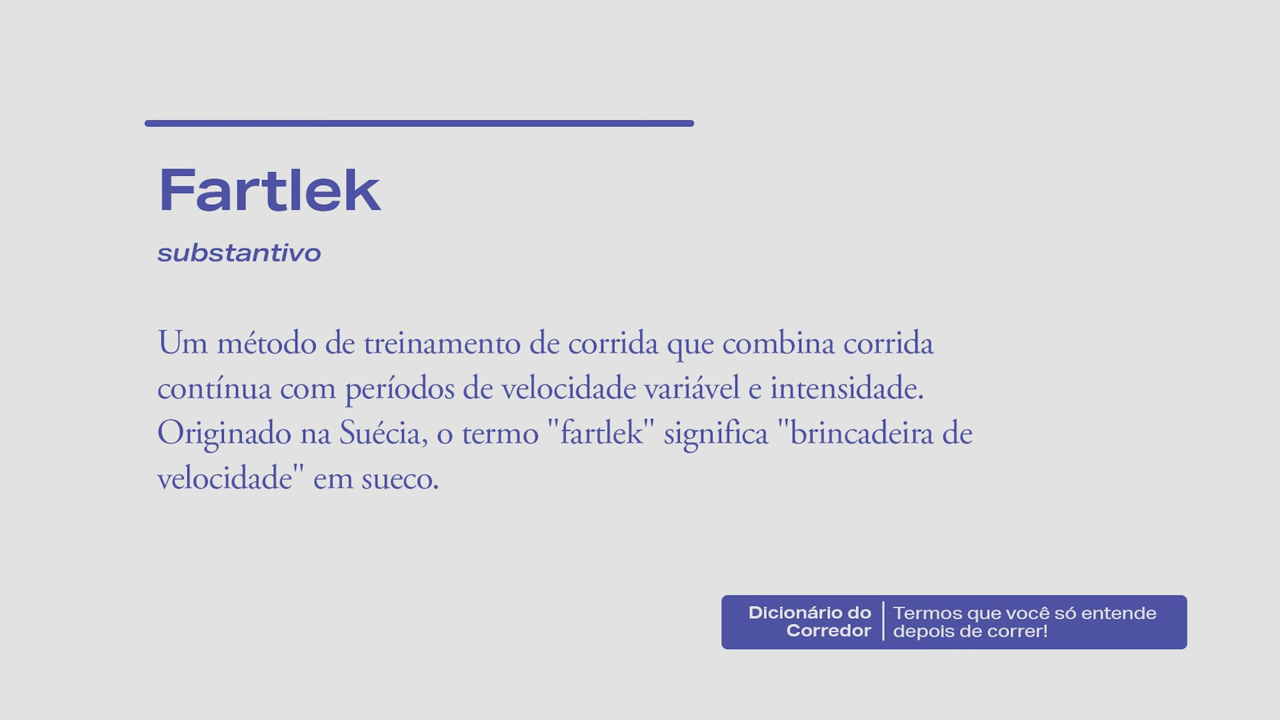 Fartlek
substantivo
Um método de treinamento de corrida que combina corrida
contínua com períodos de velocidade variável e intensidade.
Originado na Suécia, o termo "fartlek" significa "brincadeira de
velocidade" em sueco.
Dicionário do
Corredor
Termos que você só entende
depois de correr!